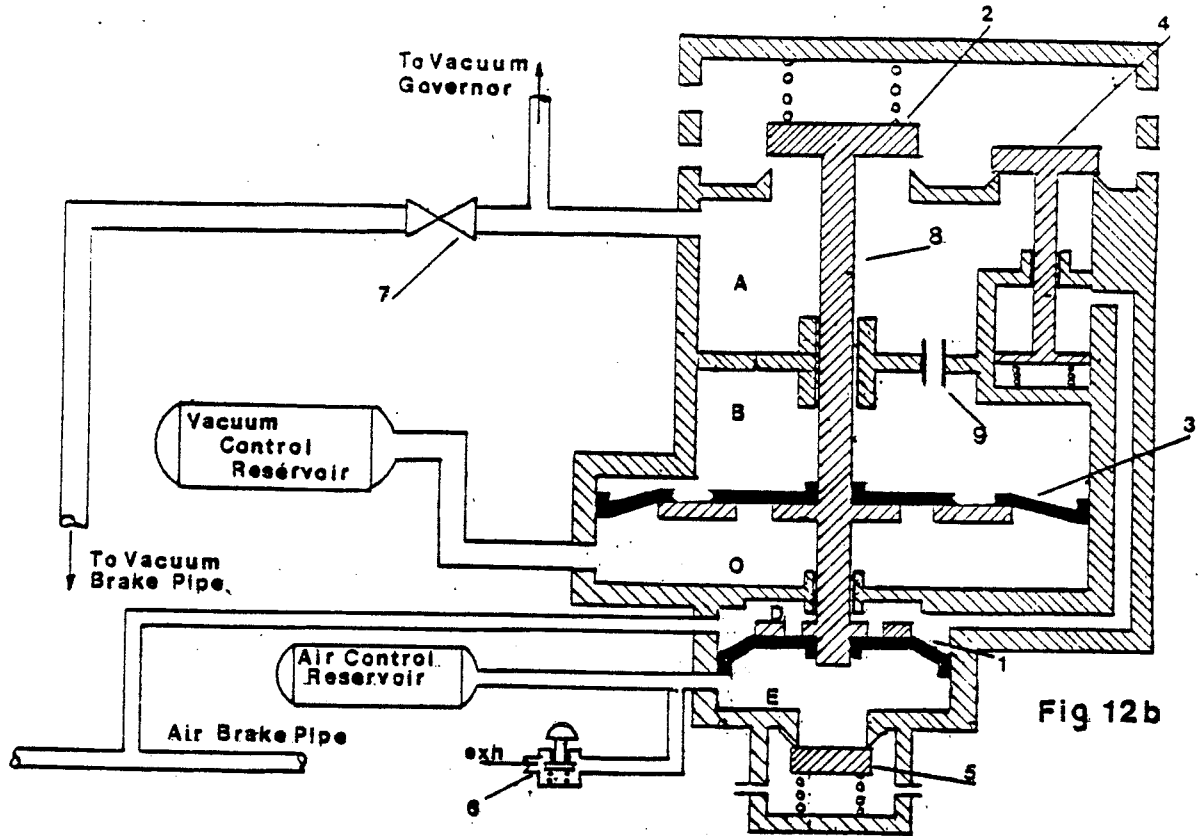 2
4
To Vacuum
Governor
8
7
A
B
9
3
Vacuum
Control
Resérvoir
To Vacuum
Brake Pipe
O
D
1
Air Control
Reservoir
E
Fig 12b
Air Brake Pipe
exh
6
5